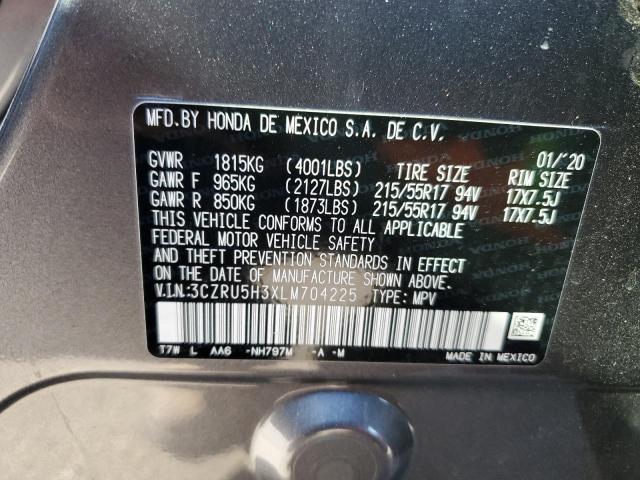 MFD.BY HONDA DE MEXICO S.A. DE C.V.
01/'20
GVWR 1815KG (4001LBS) TIRE SIZE RIM SIZE
GAWR F 965KG (2127LBS) 215/55R17 94V 17X7.5J
GAWR R 850KG (1873LBS) 215/55R17 94V 17X7.5J
THIS VEHICLE CONFORMS TO ALL APPLICABLE
FEDERAL MOTOR VEHICLE SAFETY
AND THEFT PREVENTION STANDARDS IN EFFECT
ON THE DATE OF MANUFACTURE SHOWN ABOVE.
V.I.N:3CZRU5H3XLM704225 TYPE: MPV
T7W L AA6 -NH797M -A -M
MADE IN MEXICO